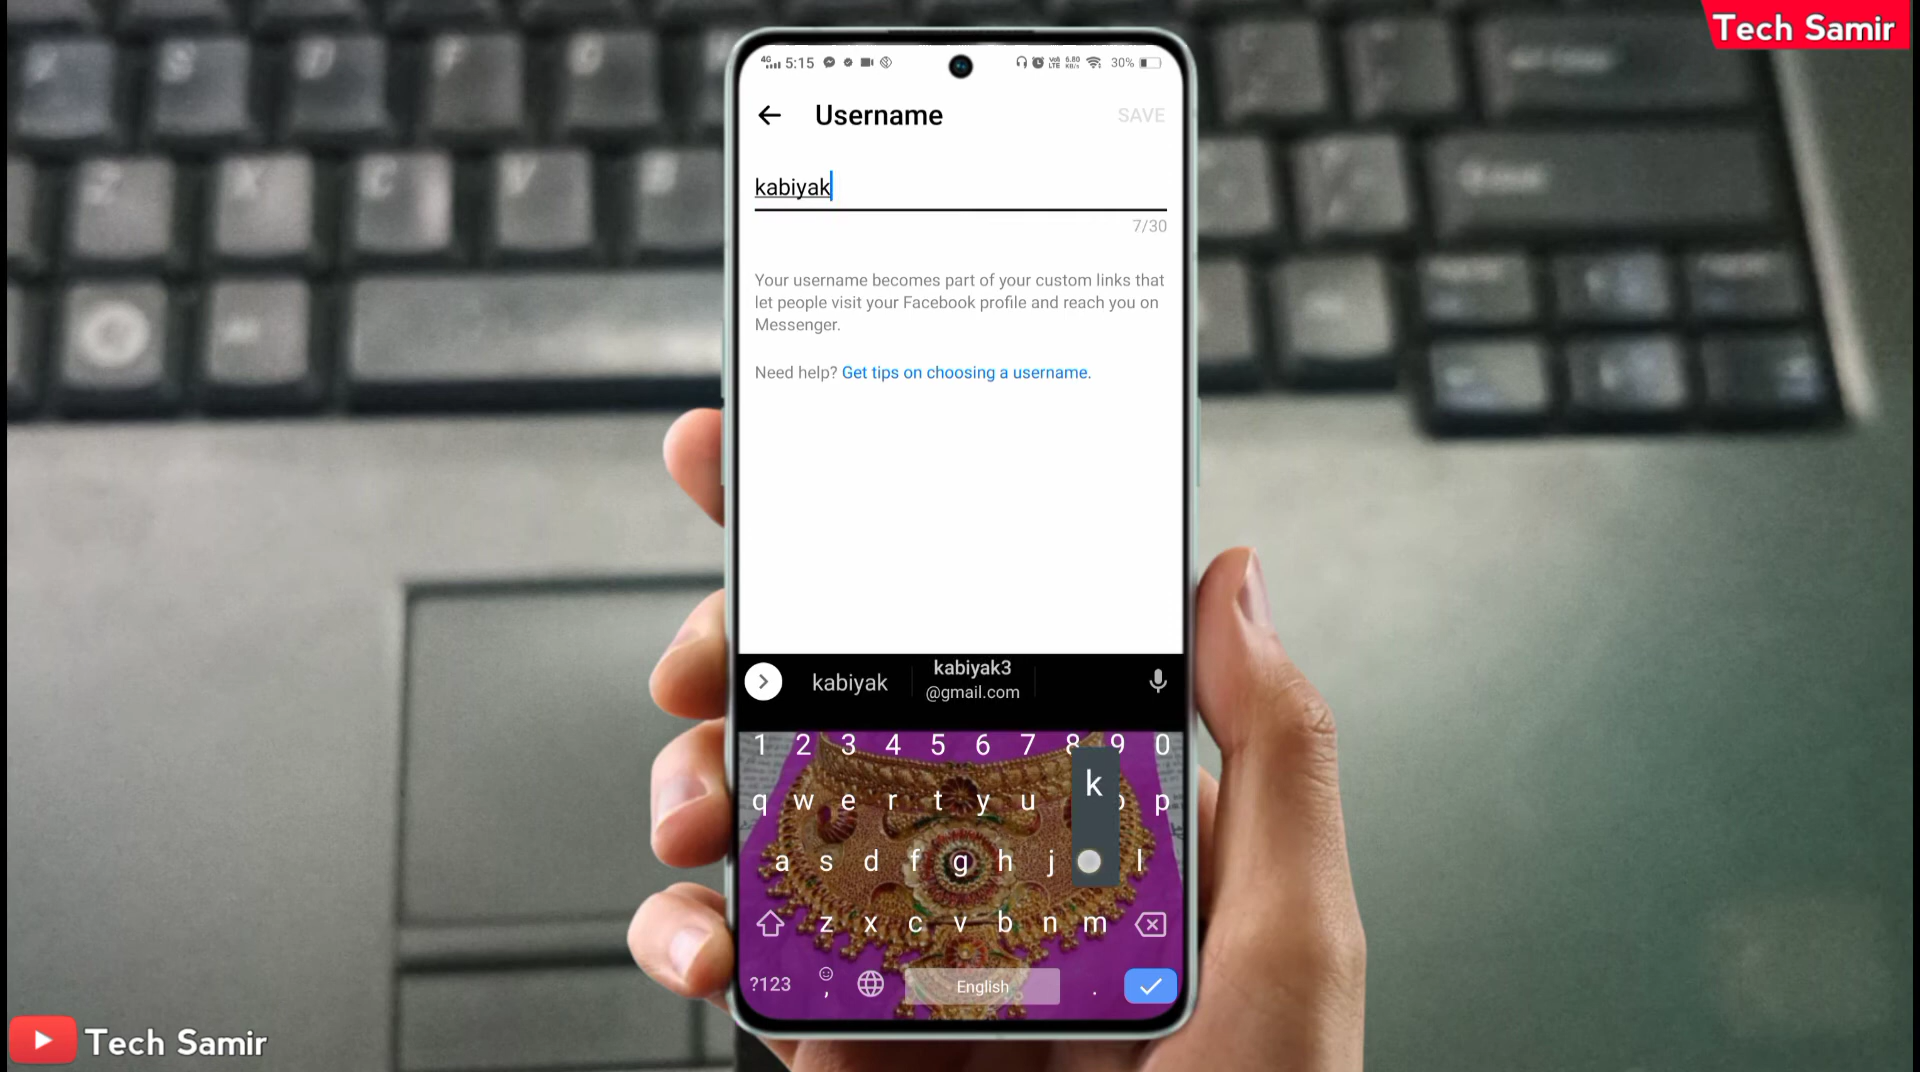 Tech Samir
4G 5:15 30%
Username SAVE
kabiyak
7/30
Your username becomes part of your custom links that
let people visit your Facebook profile and reach you on
Messenger.
Need help? Get tips on choosing a username.
kabiyak
kabiyak3
@gmail.com
1 2 3 4 5 6 7 8 9 0
k
q w e r t y u p
a s d f g h j l
z x c v b n m
?123 , English .
Tech Samir